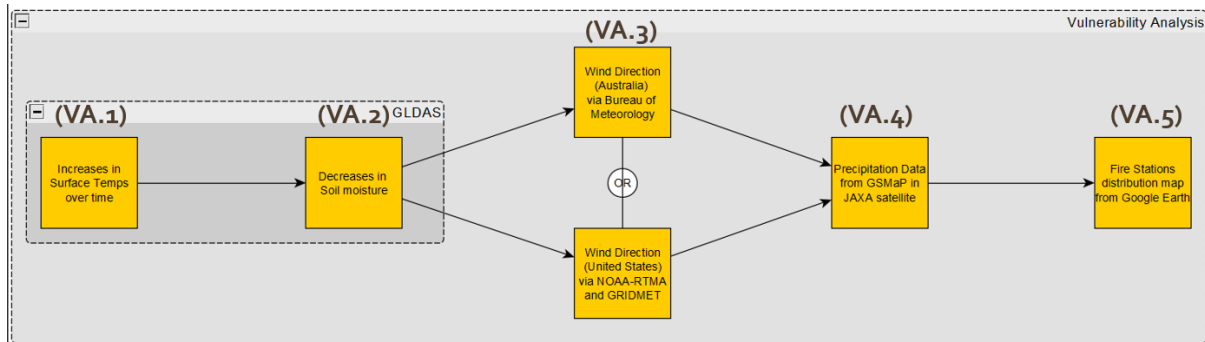 Vulnerability Analysis
(VA.3)
Wind Direction
(Australia)
via Bureau of
Meteorology
GLDAS
(VA.1)
Increases in
Surface Temps
over time
(VA.2)
Decreases in
Soil moisture
OR
Wind Direction
(United States)
via NOAA-RTMA
and GRIDMET
(VA.4)
Precipitation Data
from GSMaP in
JAXA satellite
(VA.5)
Fire Stations
distribution map
from Google Earth